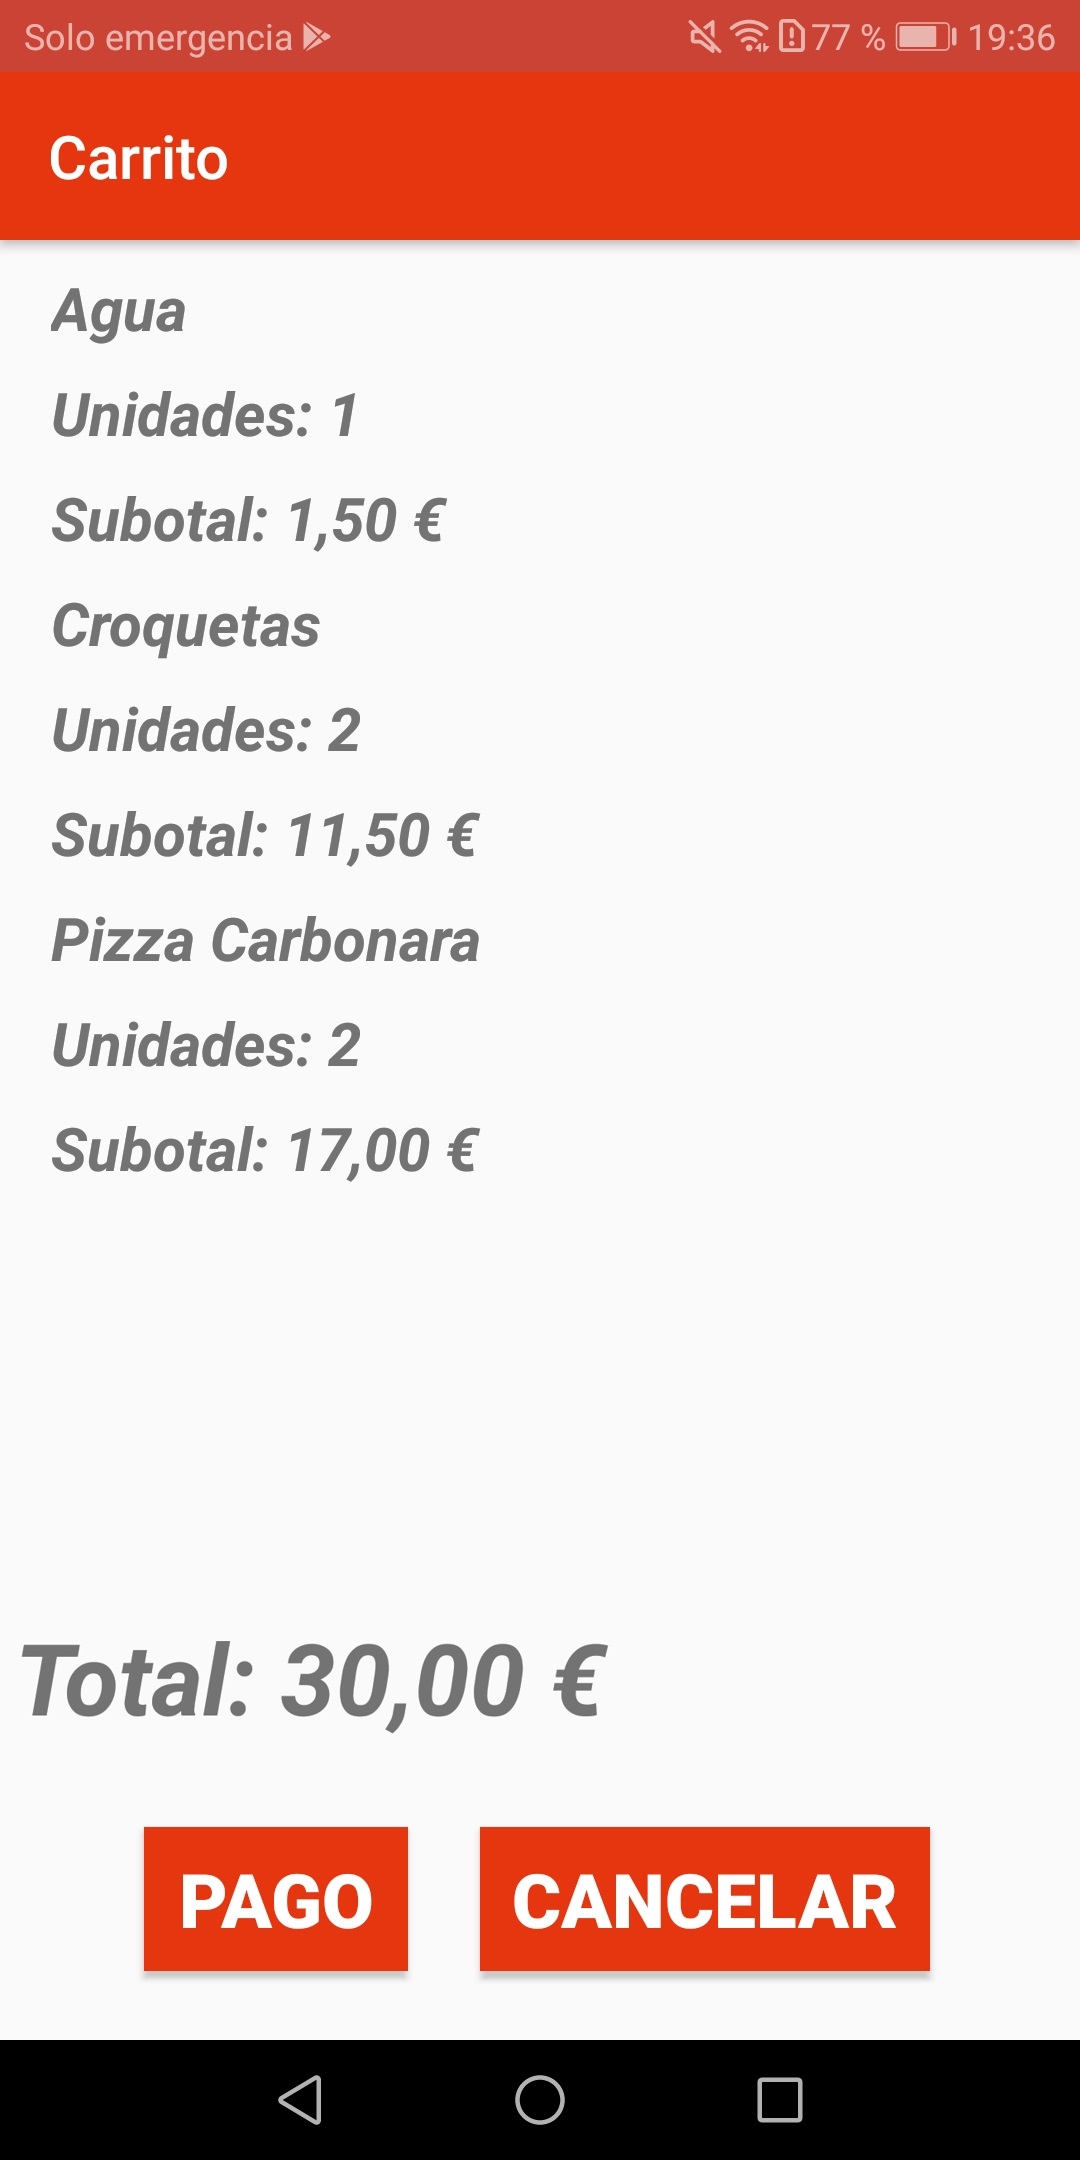 Solo emergencia 77 % 19:36
Carrito
Agua
Unidades: 1
Subotal: 1,50 €
Croquetas
Unidades: 2
Subotal: 11,50 €
Pizza Carbonara
Unidades: 2
Subotal: 17,00 €
Total: 30,00 €
PAGO CANCELAR